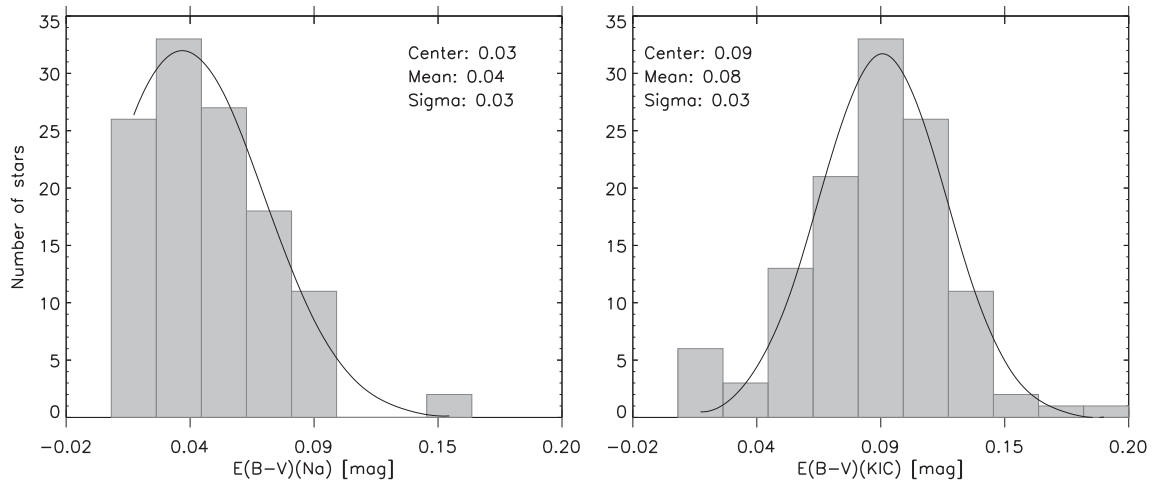 35
30
25
20
15
10
5
0
Number of stars
Center: 0.03
Mean: 0.04
Sigma: 0.03
−0.02 0.04 0.09 0.15 0.20
E(B−V)(Na) [mag]
35
30
25
20
15
10
5
0
Center: 0.09
Mean: 0.08
Sigma: 0.03
−0.02 0.04 0.09 0.15 0.20
E(B−V)(KIC) [mag]